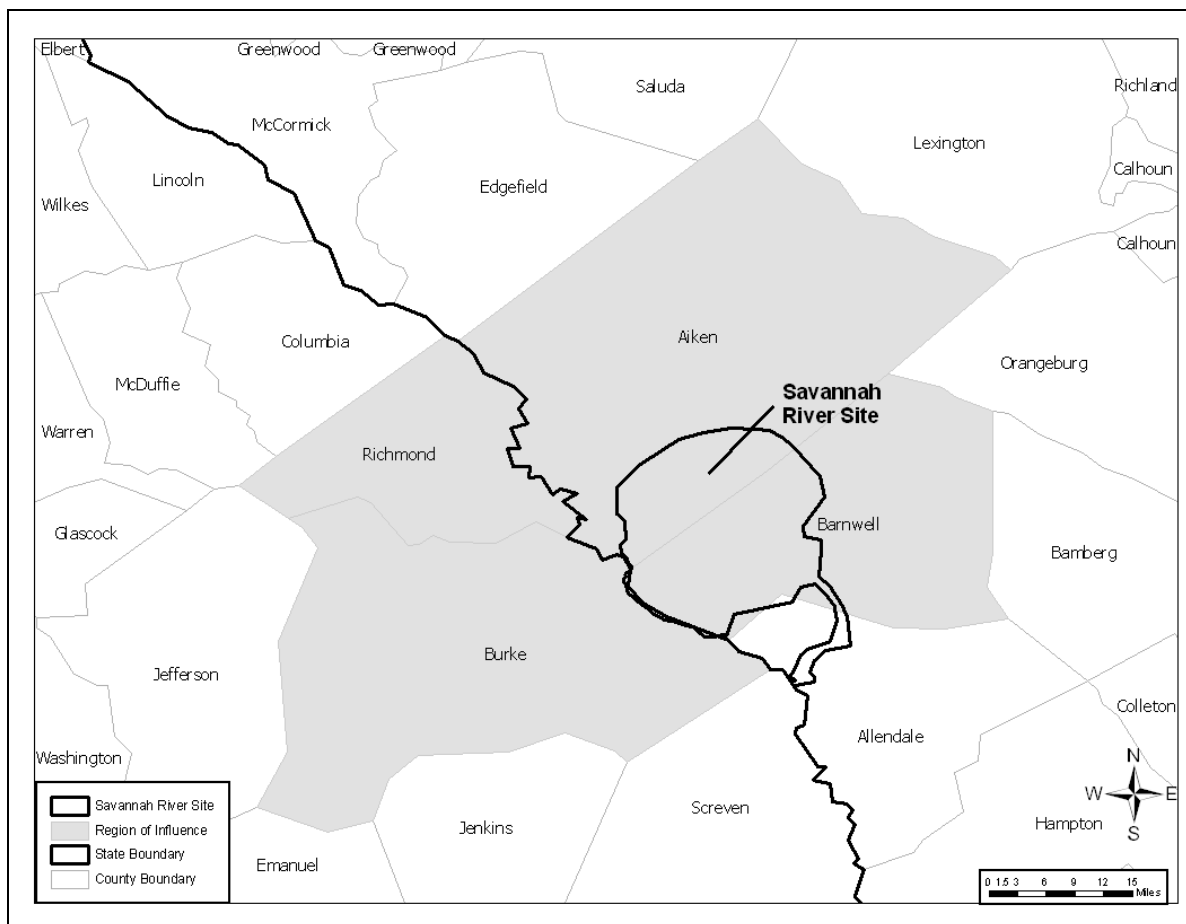 Elbert
Greenwood
Greenwood
Saluda
Richland
McCormick
Lexington
Calhoun
Lincoln
Edgefield
Wilkes
Calhoun
Columbia
Aiken
McDuffie
Orangeburg
Savannah
River Site
Warren
Richmond
Glascock
Barnwell
Bamberg
Burke
Jefferson
Colleton
Allendale
Washington
N
W E
S
Savannah River Site
Region of Influence
State Boundary
County Boundary
Screven
Jenkins
Hampton
Emanuel
0 1.5 3 6 9 12 15
Miles